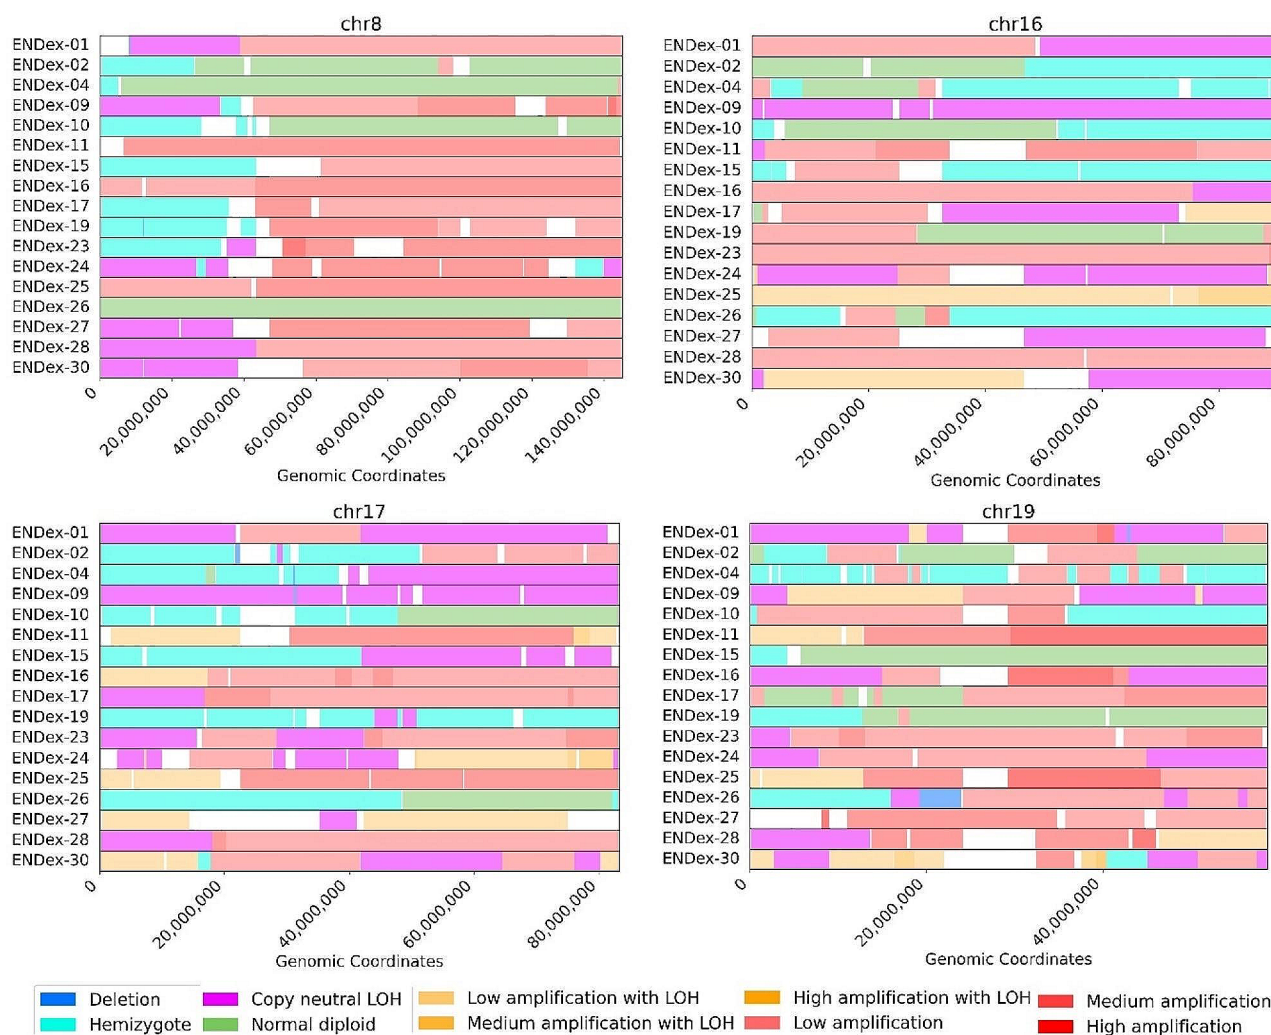 chr8
ENDex-01
ENDex-02
ENDex-04
ENDex-09
ENDex-10
ENDex-11
ENDex-15
ENDex-16
ENDex-17
ENDex-19
ENDex-23
ENDex-24
ENDex-25
ENDex-26
ENDex-27
ENDex-28
ENDex-30
0
20,000,000
40,000,000
60,000,000
80,000,000
100,000,000
120,000,000
140,000,000
Genomic Coordinates
chr16
ENDex-01
ENDex-02
ENDex-04
ENDex-09
ENDex-10
ENDex-11
ENDex-15
ENDex-16
ENDex-17
ENDex-19
ENDex-23
ENDex-24
ENDex-25
ENDex-26
ENDex-27
ENDex-28
ENDex-30
0
20,000,000
40,000,000
60,000,000
80,000,000
Genomic Coordinates
chr17
ENDex-01
ENDex-02
ENDex-04
ENDex-09
ENDex-10
ENDex-11
ENDex-15
ENDex-16
ENDex-17
ENDex-19
ENDex-23
ENDex-24
ENDex-25
ENDex-26
ENDex-27
ENDex-28
ENDex-30
0
20,000,000
40,000,000
60,000,000
80,000,000
Genomic Coordinates
chr19
ENDex-01
ENDex-02
ENDex-04
ENDex-09
ENDex-10
ENDex-11
ENDex-15
ENDex-16
ENDex-17
ENDex-19
ENDex-23
ENDex-24
ENDex-25
ENDex-26
ENDex-27
ENDex-28
ENDex-30
0
20,000,000
40,000,000
Genomic Coordinates
Deletion
Hemizygote
Copy neutral LOH
Normal diploid
Low amplification with LOH
Medium amplification with LOH
High amplification with LOH
Low amplification
Medium amplification
High amplification